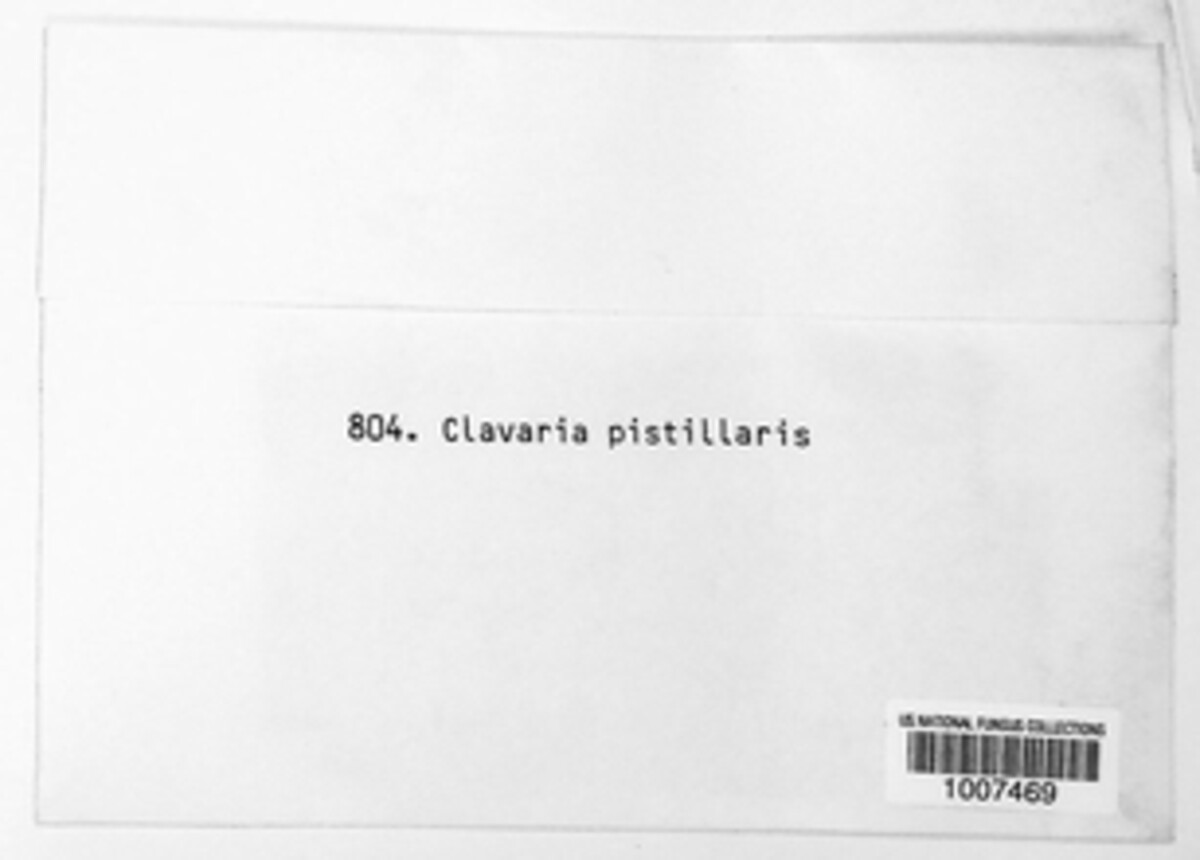 804. Clavaria pistillaris
US NATIONAL FUNGUS COLLECTIONS
1007469